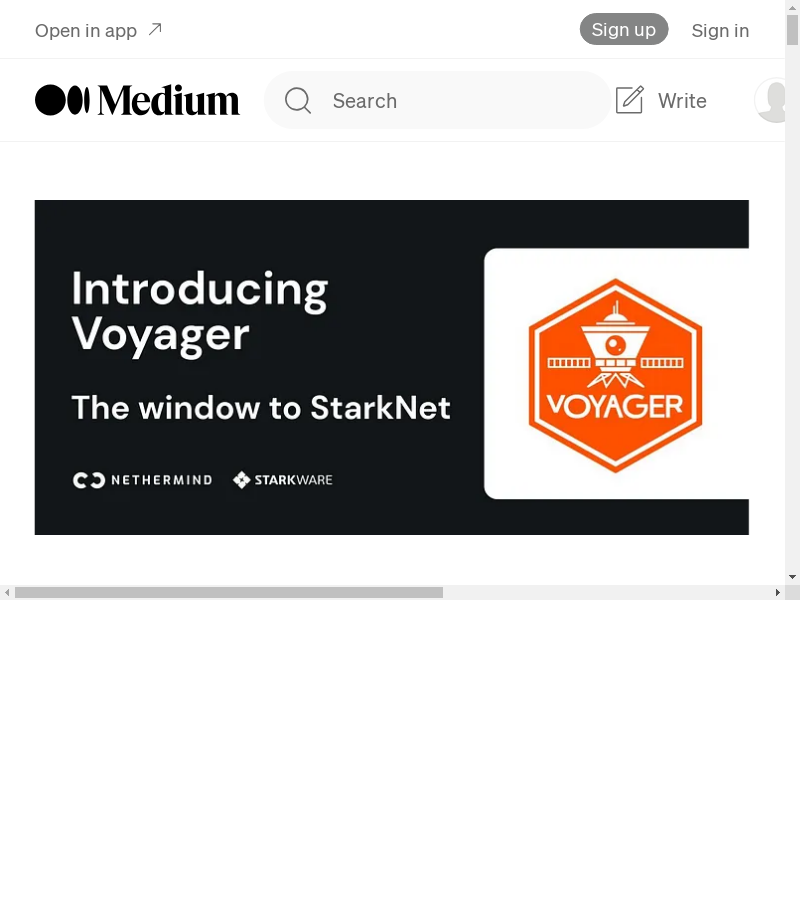 Open in app
Sign up
Sign in
Medium
Search
Write
Introducing
Voyager
The window to StarkNet
NETHERMIND
STARKWARE
VOYAGER